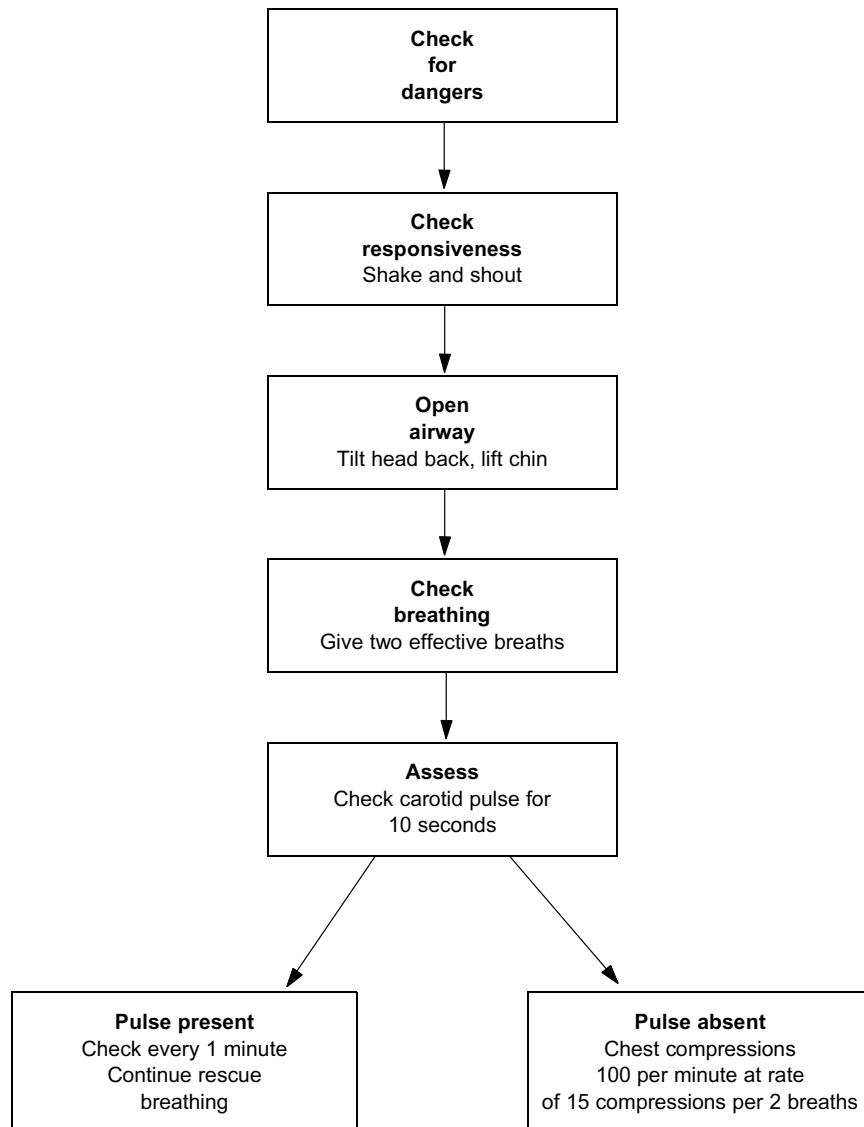 Check
for
dangers
Check
responsiveness
Shake and shout
Open
airway
Tilt head back, lift chin
Check
breathing
Give two effective breaths
Assess
Check carotid pulse for
10 seconds
Pulse present
Check every 1 minute
Continue rescue
breathing
Pulse absent
Chest compressions
100 per minute at rate
of 15 compressions per 2 breaths